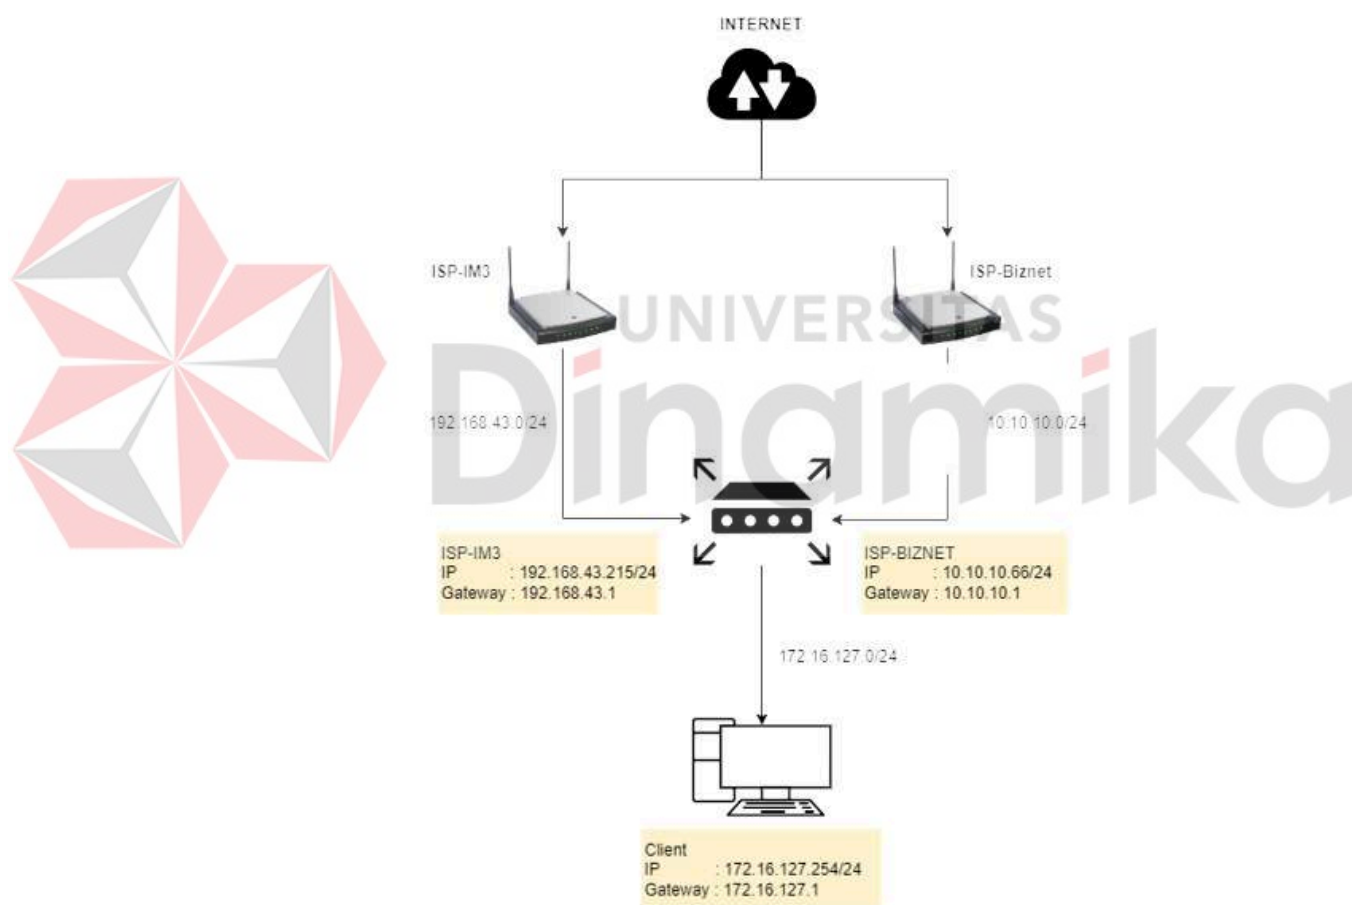 INTERNET
ISP-IM3
ISP-Biznet
UNIVERSITAS
Dinamika
192.168.43.0/24
10.10.10.0/24
ISP-IM3
IP : 192.168.43.215/24
Gateway : 192.168.43.1
ISP-BIZNET
IP : 10.10.10.66/24
Gateway : 10.10.10.1
172.16.127.0/24
Client
IP : 172.16.127.254/24
Gateway : 172.16.127.1